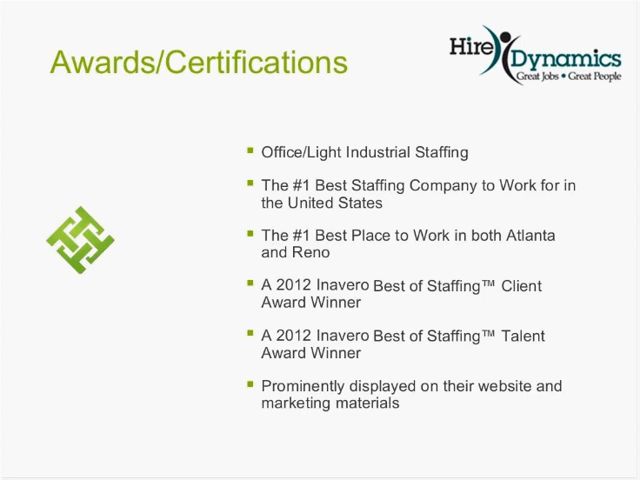 Awards/Certifications
Hire Dynamics
Great Jobs • Great People
Office/Light Industrial Staffing
The #1 Best Staffing Company to Work for in
the United States
The #1 Best Place to Work in both Atlanta
and Reno
A 2012 Inavero Best of Staffing™ Client
Award Winner
A 2012 Inavero Best of Staffing™ Talent
Award Winner
Prominently displayed on their website and
marketing materials